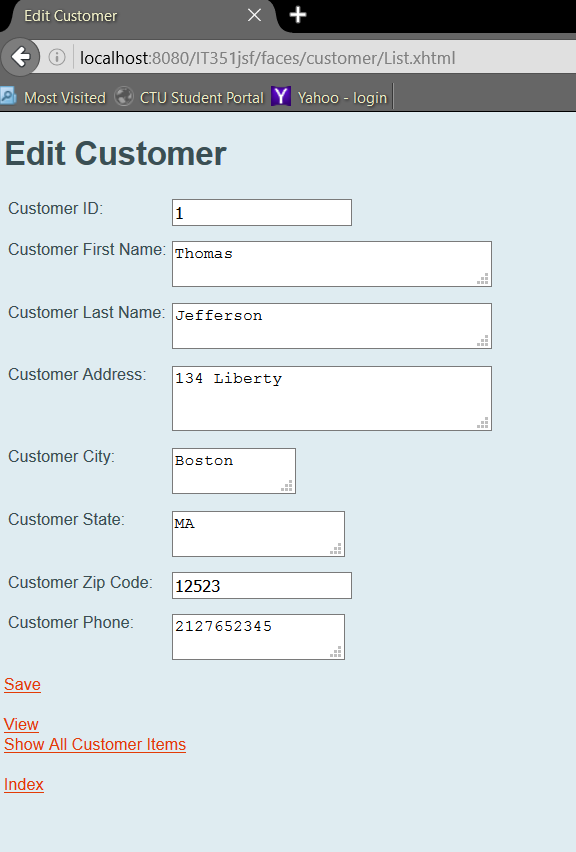 Edit Customer
localhost:8080/IT351jsf/faces/customer/List.xhtml
Most Visited CTU Student Portal Y Yahoo - login
Edit Customer
Customer ID: 1
Customer First Name: Thomas
Customer Last Name: Jefferson
Customer Address: 134 Liberty
Customer City: Boston
Customer State: MA
Customer Zip Code: 12523
Customer Phone: 2127652345
Save
View
Show All Customer Items
Index